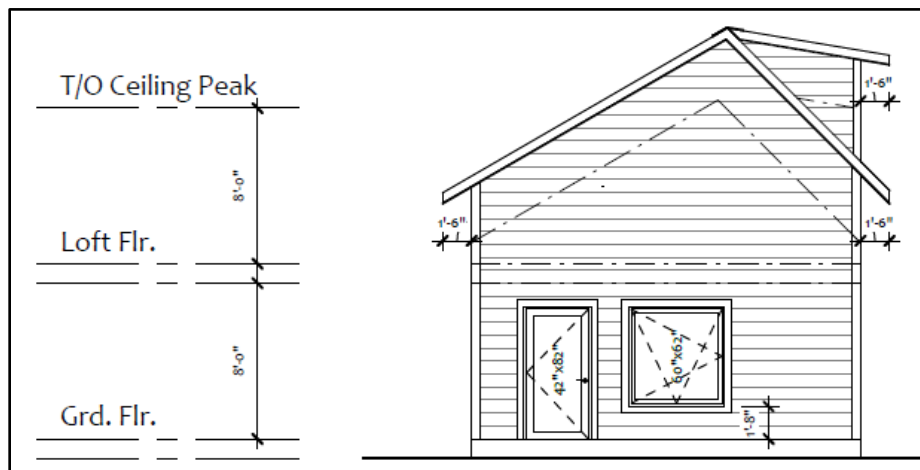 T/O Ceiling Peak
8'-0"
Loft Flr.
8'-0"
Grd. Flr.
1'-6"
1'-6"
1'-6"
42"x82"
60"x62"
1'-8"